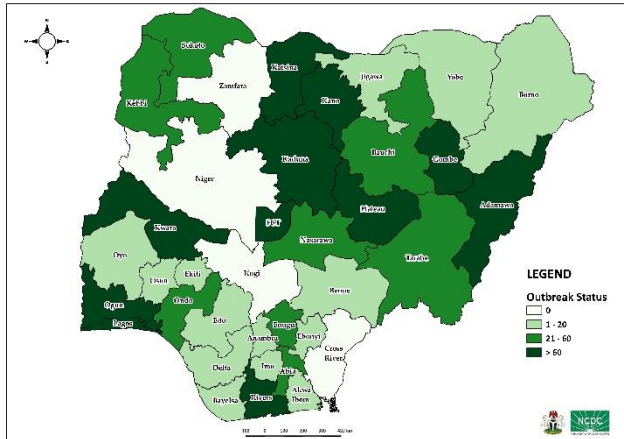 Sokoto
Katsina
Jigawa
Yobe
Borno
Zamfara
Kano
Kebbi
Bauchi
Gombe
Kaduna
Niger
Adamawa
Plateau
FCT
Kwara
Nasarawa
Taraba
Oyo
Kogi
Ekiti
Osun
Benue
Ogun
Ondo
Edo
Enugu
Lagos
Anambra
Ebonyi
Cross
River
Delta
Imo
Abia
Bayelsa
Rivers
Akwa
Ibom
LEGEND
Outbreak Status
0
1 - 20
21 - 60
> 60
NCDC